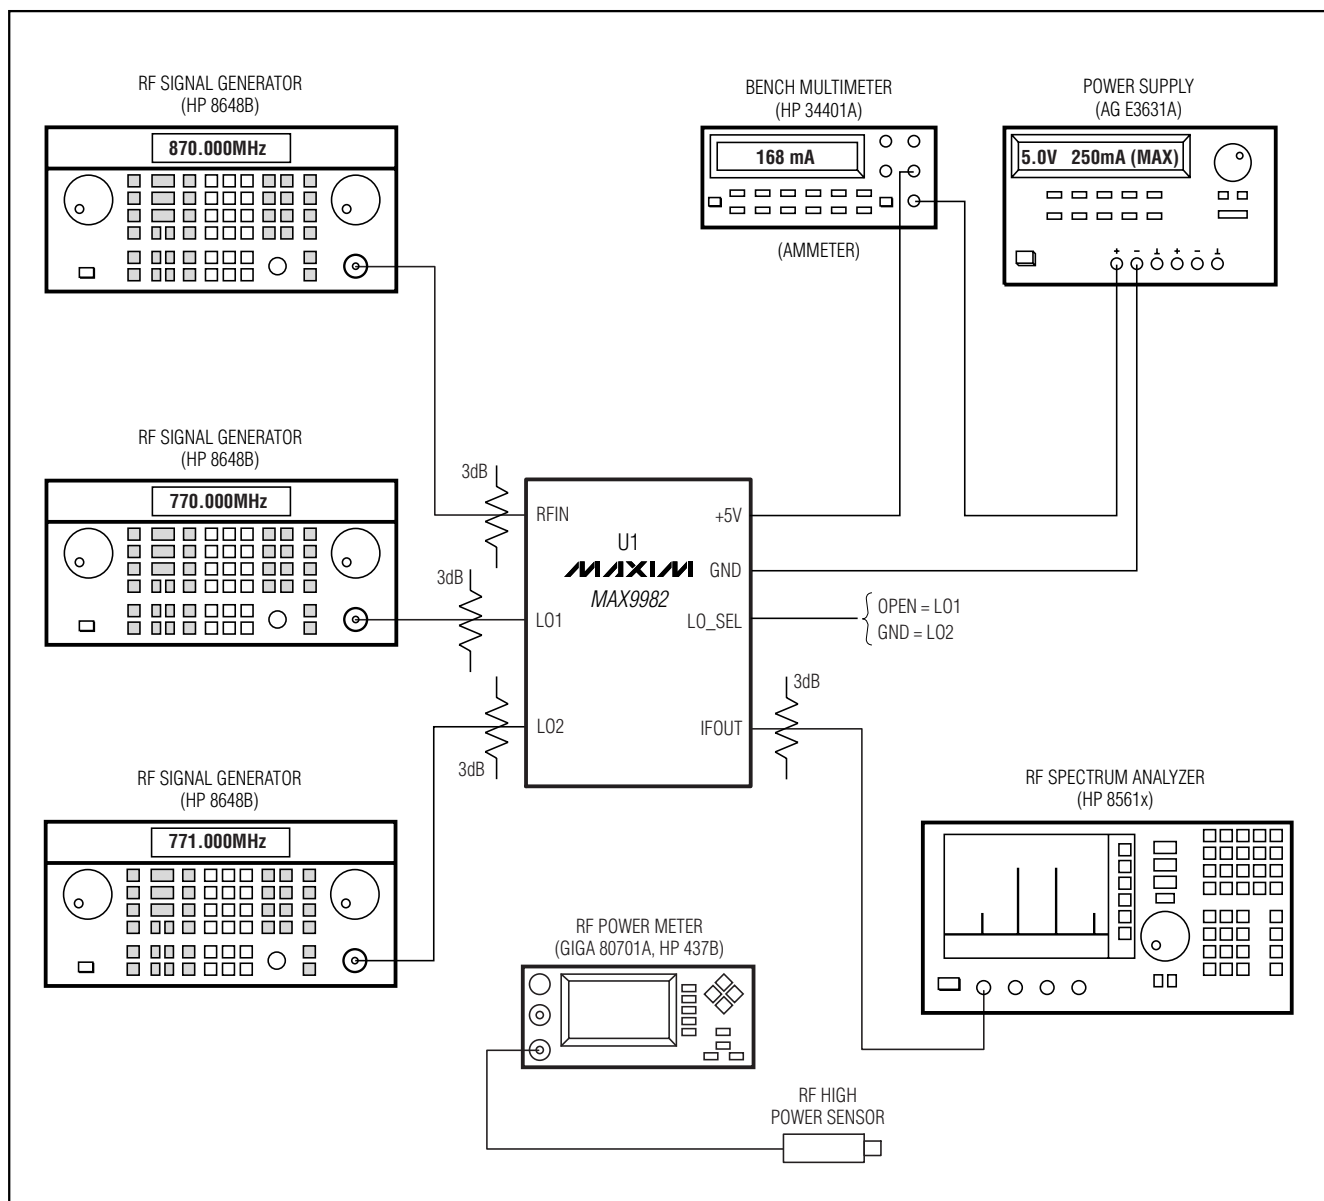 RF SIGNAL GENERATOR
(HP 8648B)
870.000MHz
BENCH MULTIMETER
(HP 34401A)
168 mA
(AMMETER)
POWER SUPPLY
(AG E3631A)
5.0V 250mA (MAX)
+ − ⊥ + − ⊥
RF SIGNAL GENERATOR
(HP 8648B)
770.000MHz
3dB
RFIN
+5V
U1
MAXIM
MAX9982
GND
3dB
LO1
LO_SEL
OPEN = LO1
GND = LO2
3dB
LO2
IFOUT
3dB
RF SIGNAL GENERATOR
(HP 8648B)
771.000MHz
RF SPECTRUM ANALYZER
(HP 8561x)
RF POWER METER
(GIGA 80701A, HP 437B)
RF HIGH
POWER SENSOR